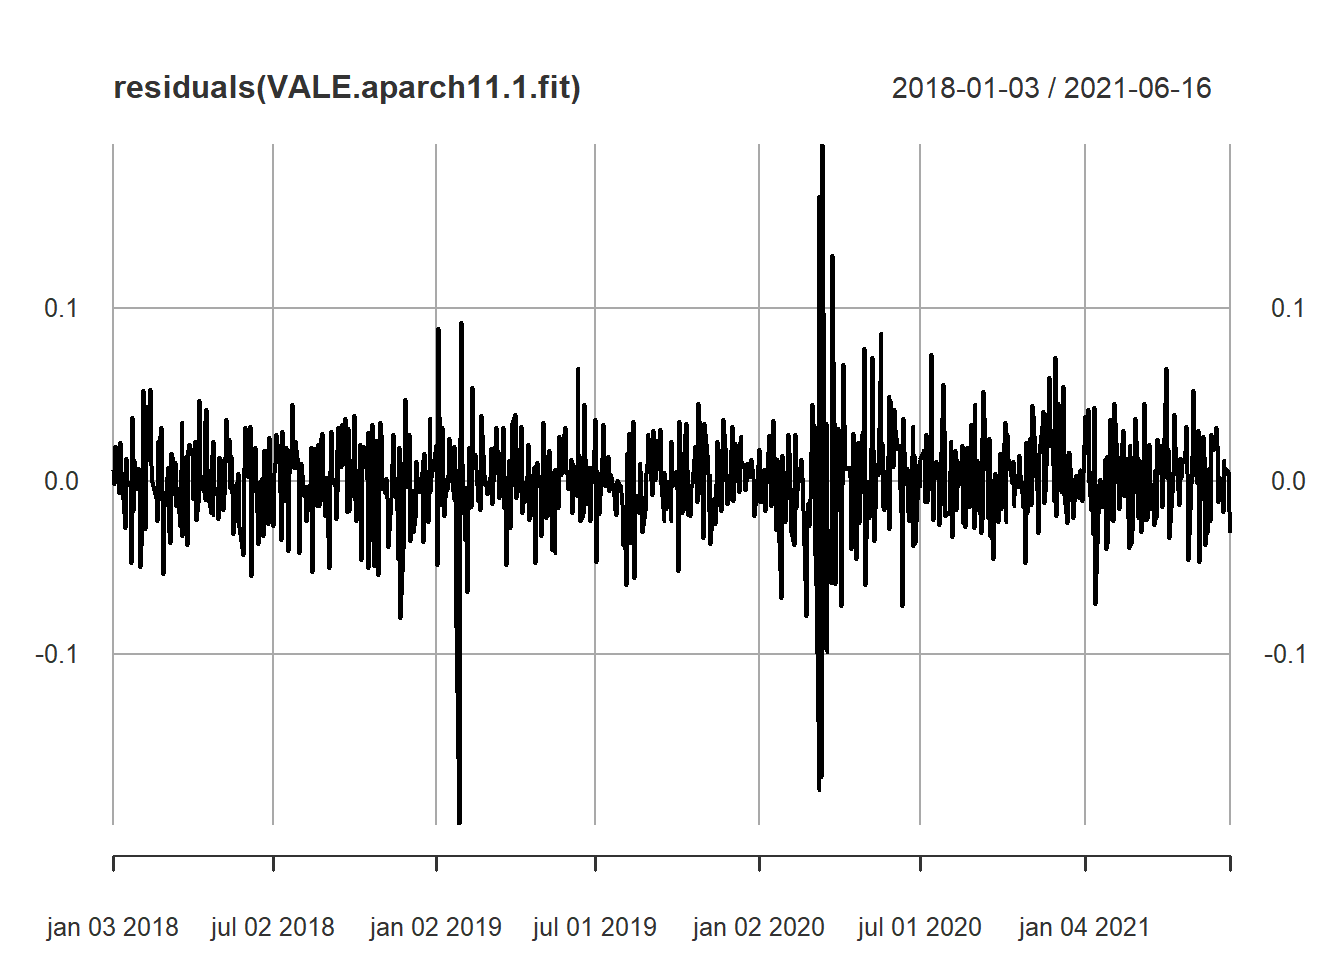 residuals(VALE.aparch11.1.fit) 2018-01-03 / 2021-06-16
0.1 0.1
0.0 0.0
-0.1 -0.1
jan 03 2018 jul 02 2018 jan 02 2019 jul 01 2019 jan 02 2020 jul 01 2020 jan 04 2021